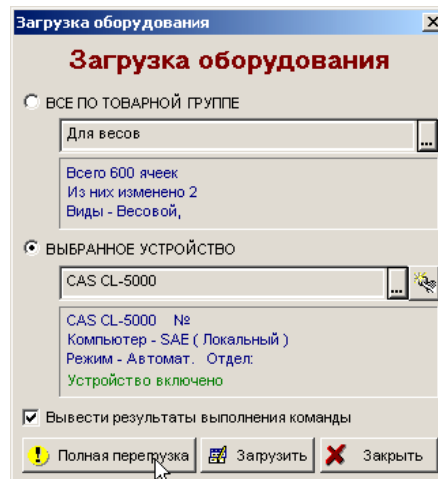 Загрузка оборудования
Загрузка оборудования
ВСЕ ПО ТОВАРНОЙ ГРУППЕ
Для весов
...
Всего 600 ячеек
Из них изменено 2
Виды - Весовой,
ВЫБРАННОЕ УСТРОЙСТВО
CAS CL-5000
...
CAS CL-5000 №
Компьютер - SAE ( Локальный )
Режим - Автомат. Отдел:
Устройство включено
Вывести результаты выполнения команды
Полная перегрузка Загрузить Закрыть